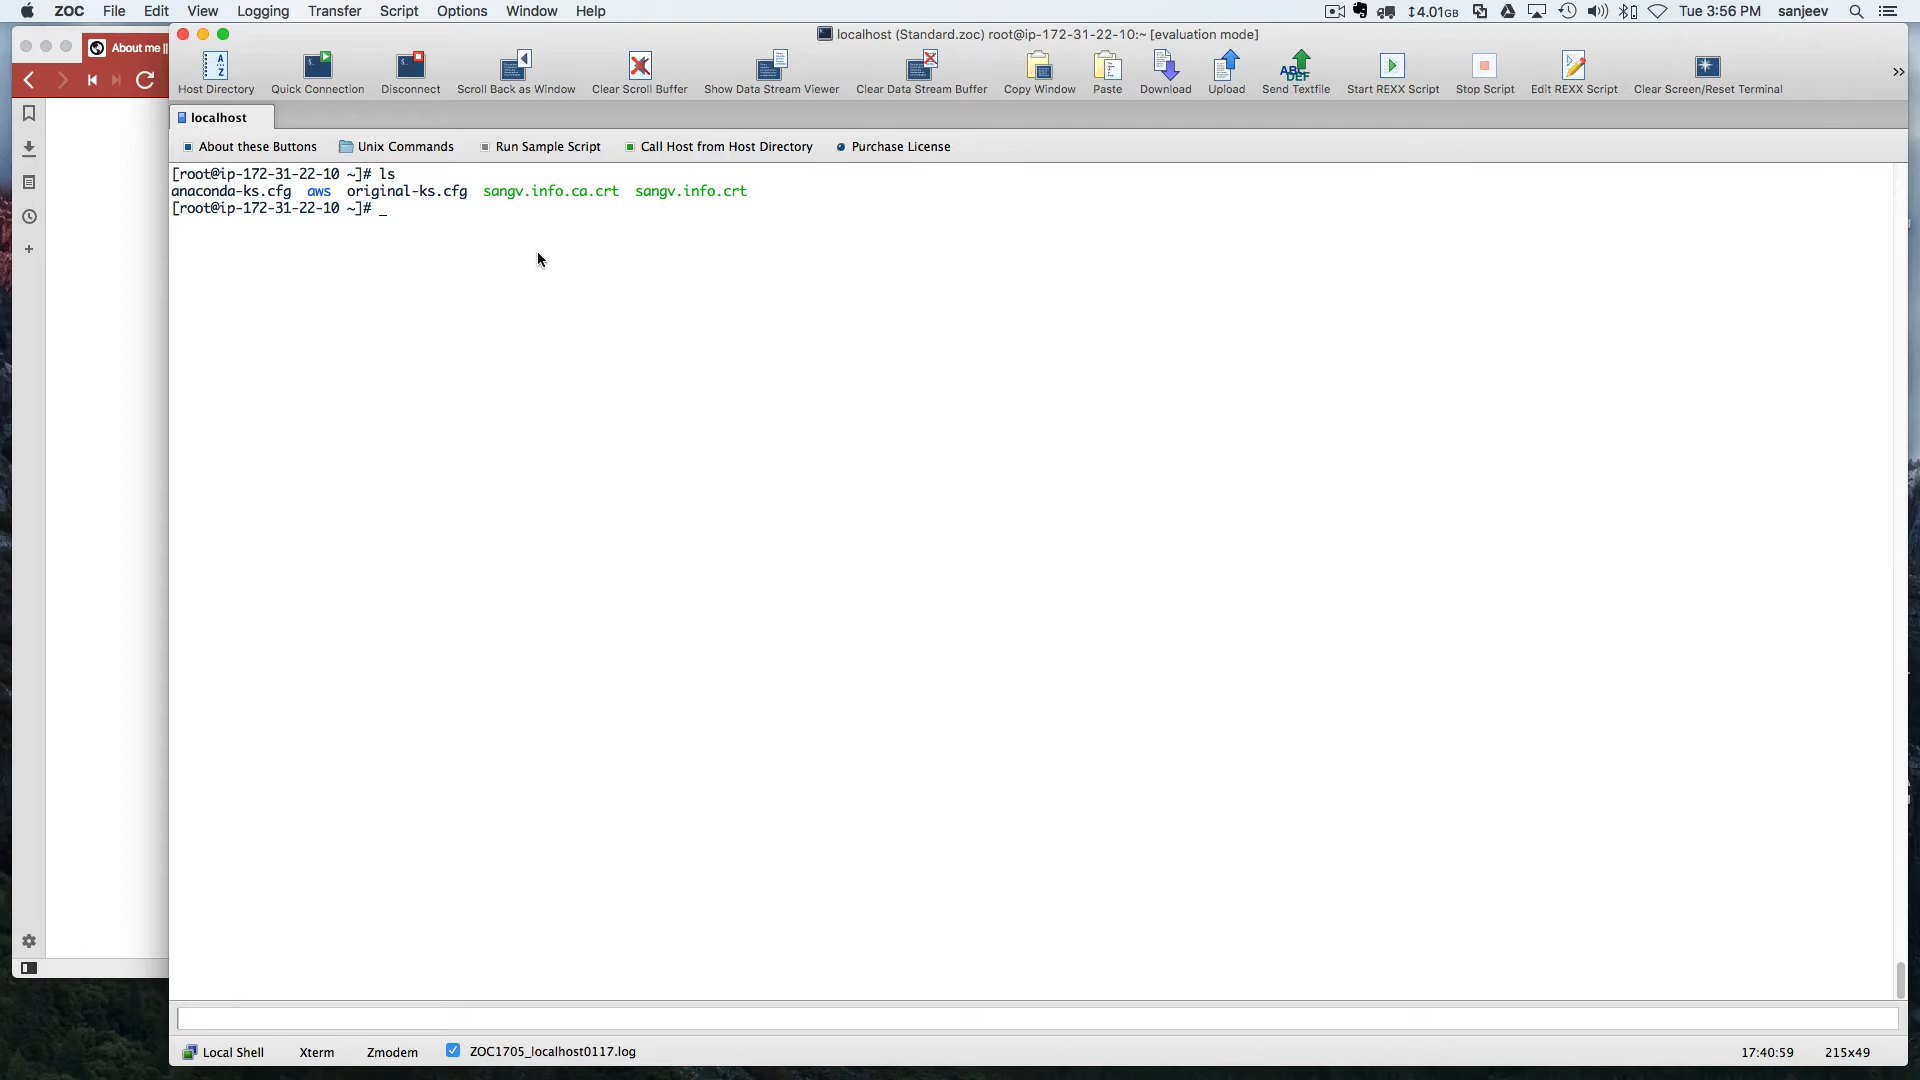 ZOC File Edit View Logging Transfer Script Options Window Help
4.01GB Tue 3:56 PM sanjeev
About me ||
localhost (Standard.zoc) root@ip-172-31-22-10:~ [evaluation mode]
Host Directory Quick Connection Disconnect Scroll Back as Window Clear Scroll Buffer Show Data Stream Viewer Clear Data Stream Buffer Copy Window Paste Download Upload Send Textfile Start REXX Script Stop Script Edit REXX Script Clear Screen/Reset Terminal
localhost
About these Buttons Unix Commands Run Sample Script Call Host from Host Directory Purchase License
[root@ip-172-31-22-10 ~]# ls
anaconda-ks.cfg aws original-ks.cfg sangv.info.ca.crt sangv.info.crt
[root@ip-172-31-22-10 ~]# _
Local Shell Xterm Zmodem ZOC1705_localhost0117.log 17:40:59 215x49